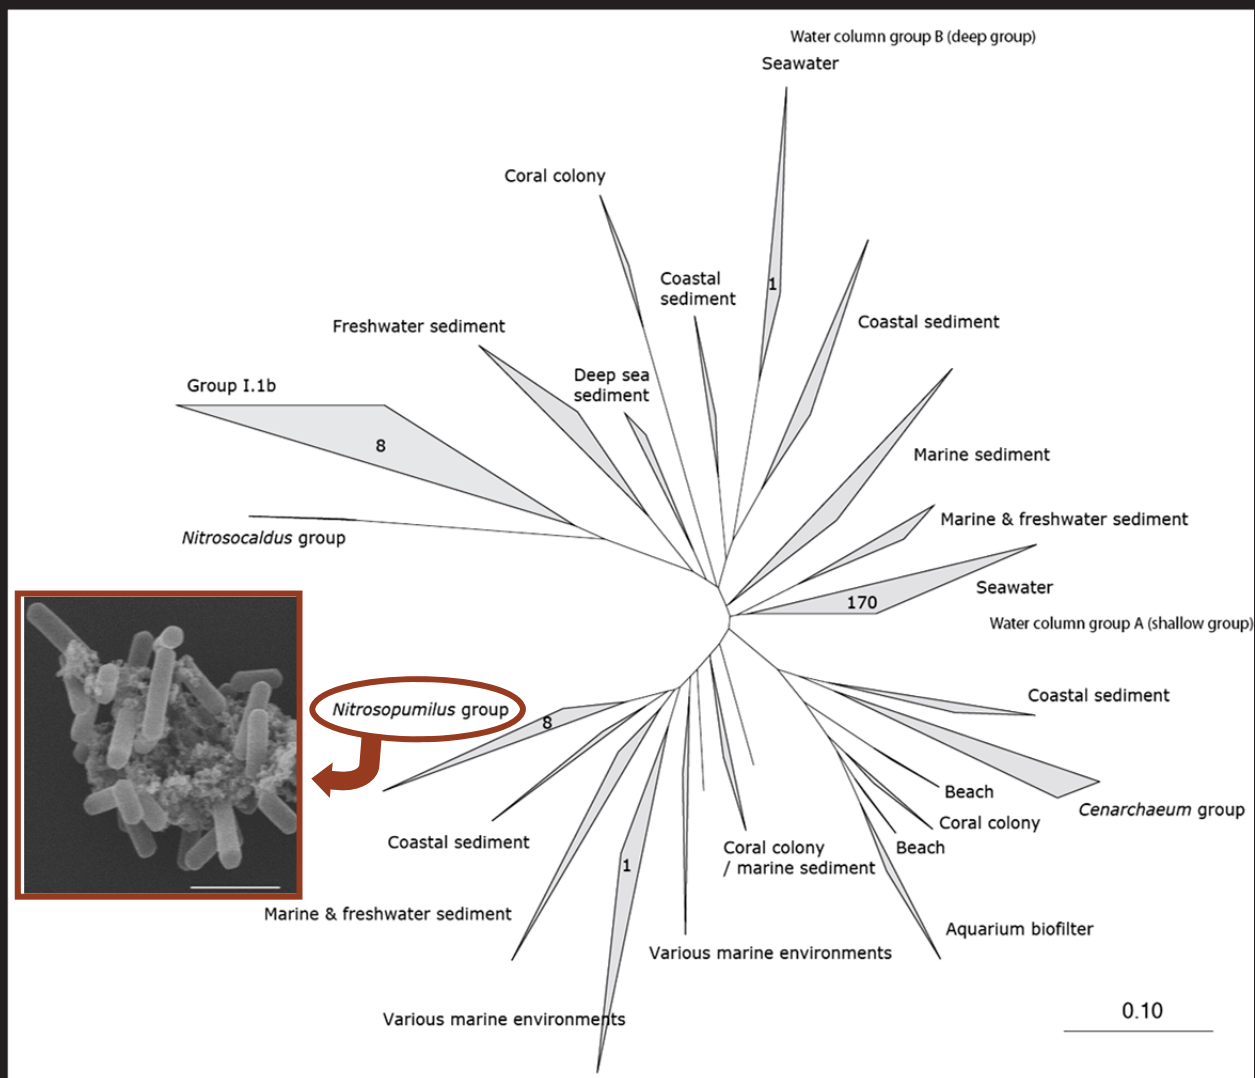 Water column group B (deep group)
Seawater
Coral colony
Coastal
sediment
1
Freshwater sediment
Coastal sediment
Deep sea
sediment
Group I.1b
8
Marine sediment
Marine & freshwater sediment
Nitrosocaldus group
Seawater
170
Water column group A (shallow group)
Nitrosopumilus group
8
Coastal sediment
Beach
Cenarchaeum group
Coral colony
Coastal sediment
Beach
Coral colony
/ marine sediment
1
Marine & freshwater sediment
Aquarium biofilter
Various marine environments
Various marine environments
0.10